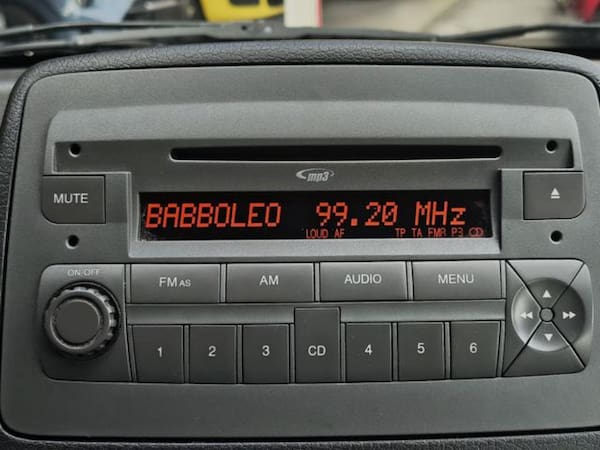 mp3
MUTE
BABBOLEO 99.20 MHz
LOUD AF TP TA FMR P3 CD
ON/OFF
FM AS AM AUDIO MENU
1 2 3 CD 4 5 6